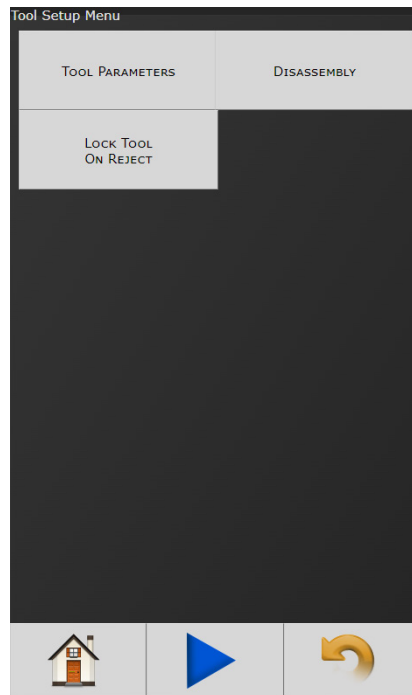 Tool Setup Menu
Tool Parameters
Disassembly
Lock Tool
On Reject